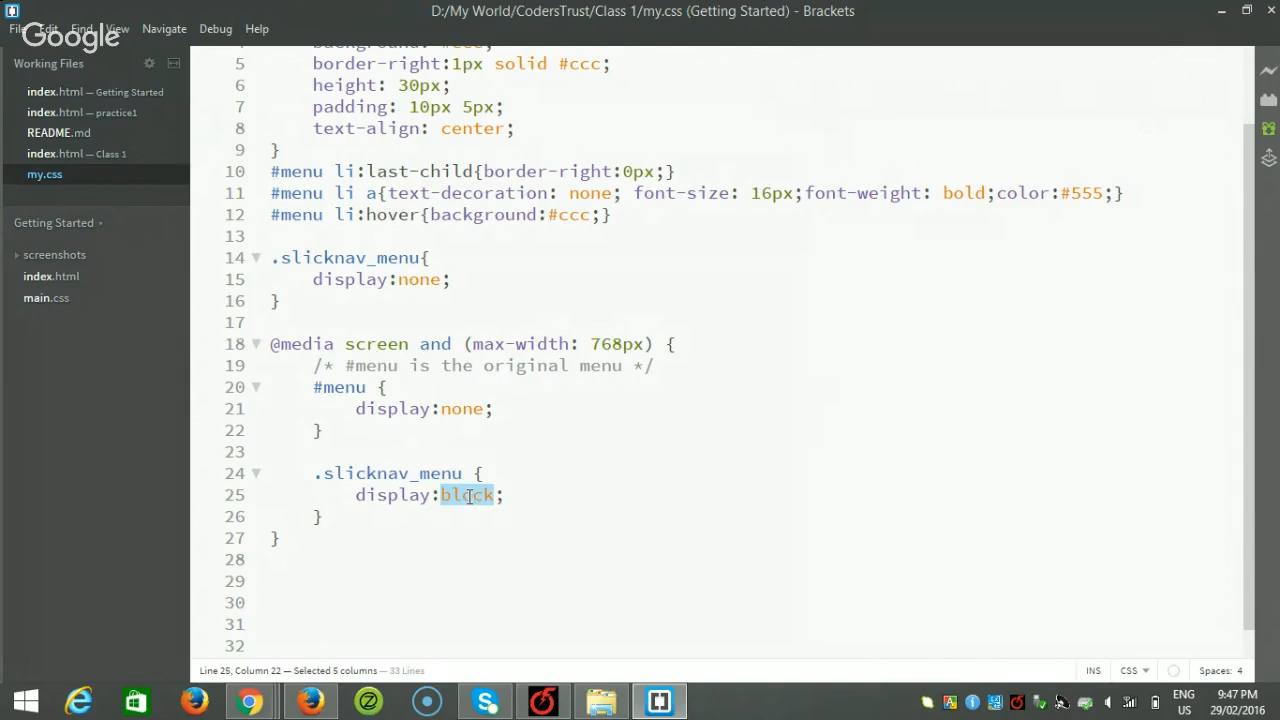 D:/My World/CodersTrust/Class 1/my.css (Getting Started) - Brackets
File Edit Find View Navigate Debug Help
Google
Working Files
index.html — Getting Started
index.html — practice1
README.md
index.html — Class 1
my.css
Getting Started
screenshots
index.html
main.css
5 border-right:1px solid #ccc;
6 height: 30px;
7 padding: 10px 5px;
8 text-align: center;
9 }
10 #menu li:last-child{border-right:0px;}
11 #menu li a{text-decoration: none; font-size: 16px;font-weight: bold;color:#555;}
12 #menu li:hover{background:#ccc;}
13
14 .slicknav_menu{
15 display:none;
16 }
17
18 @media screen and (max-width: 768px) {
19 /* #menu is the original menu */
20 #menu {
21 display:none;
22 }
23
24 .slicknav_menu {
25 display:block;
26 }
27 }
28
29
30
31
32
Line 25, Column 22 — Selected 5 columns — 33 Lines
INS CSS Spaces: 4
ENG
US
9:47 PM
29/02/2016